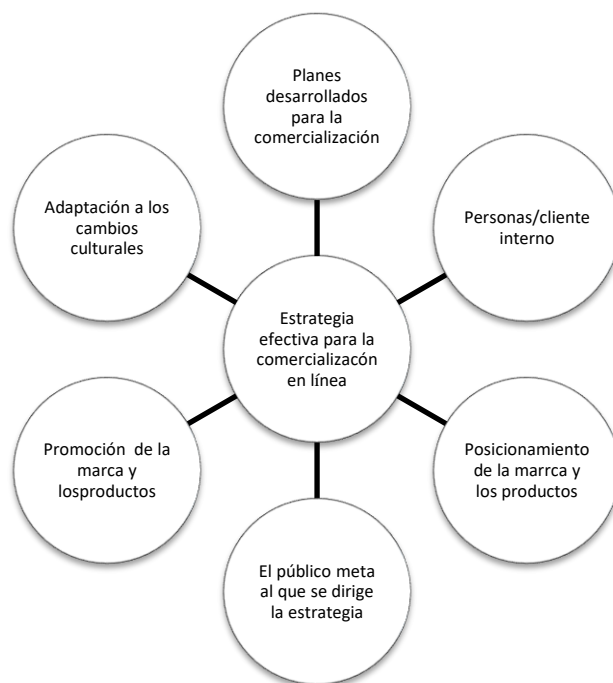 Planes
desarrollados
para la
comercialización
Adaptación a los
cambios
culturales
Personas/cliente
interno
Estrategia
efectiva para la
comercializacón
en línea
Promoción de la
marca y
losproductos
Posicionamiento
de la marrca y
los productos
El público meta
al que se dirige
la estrategia